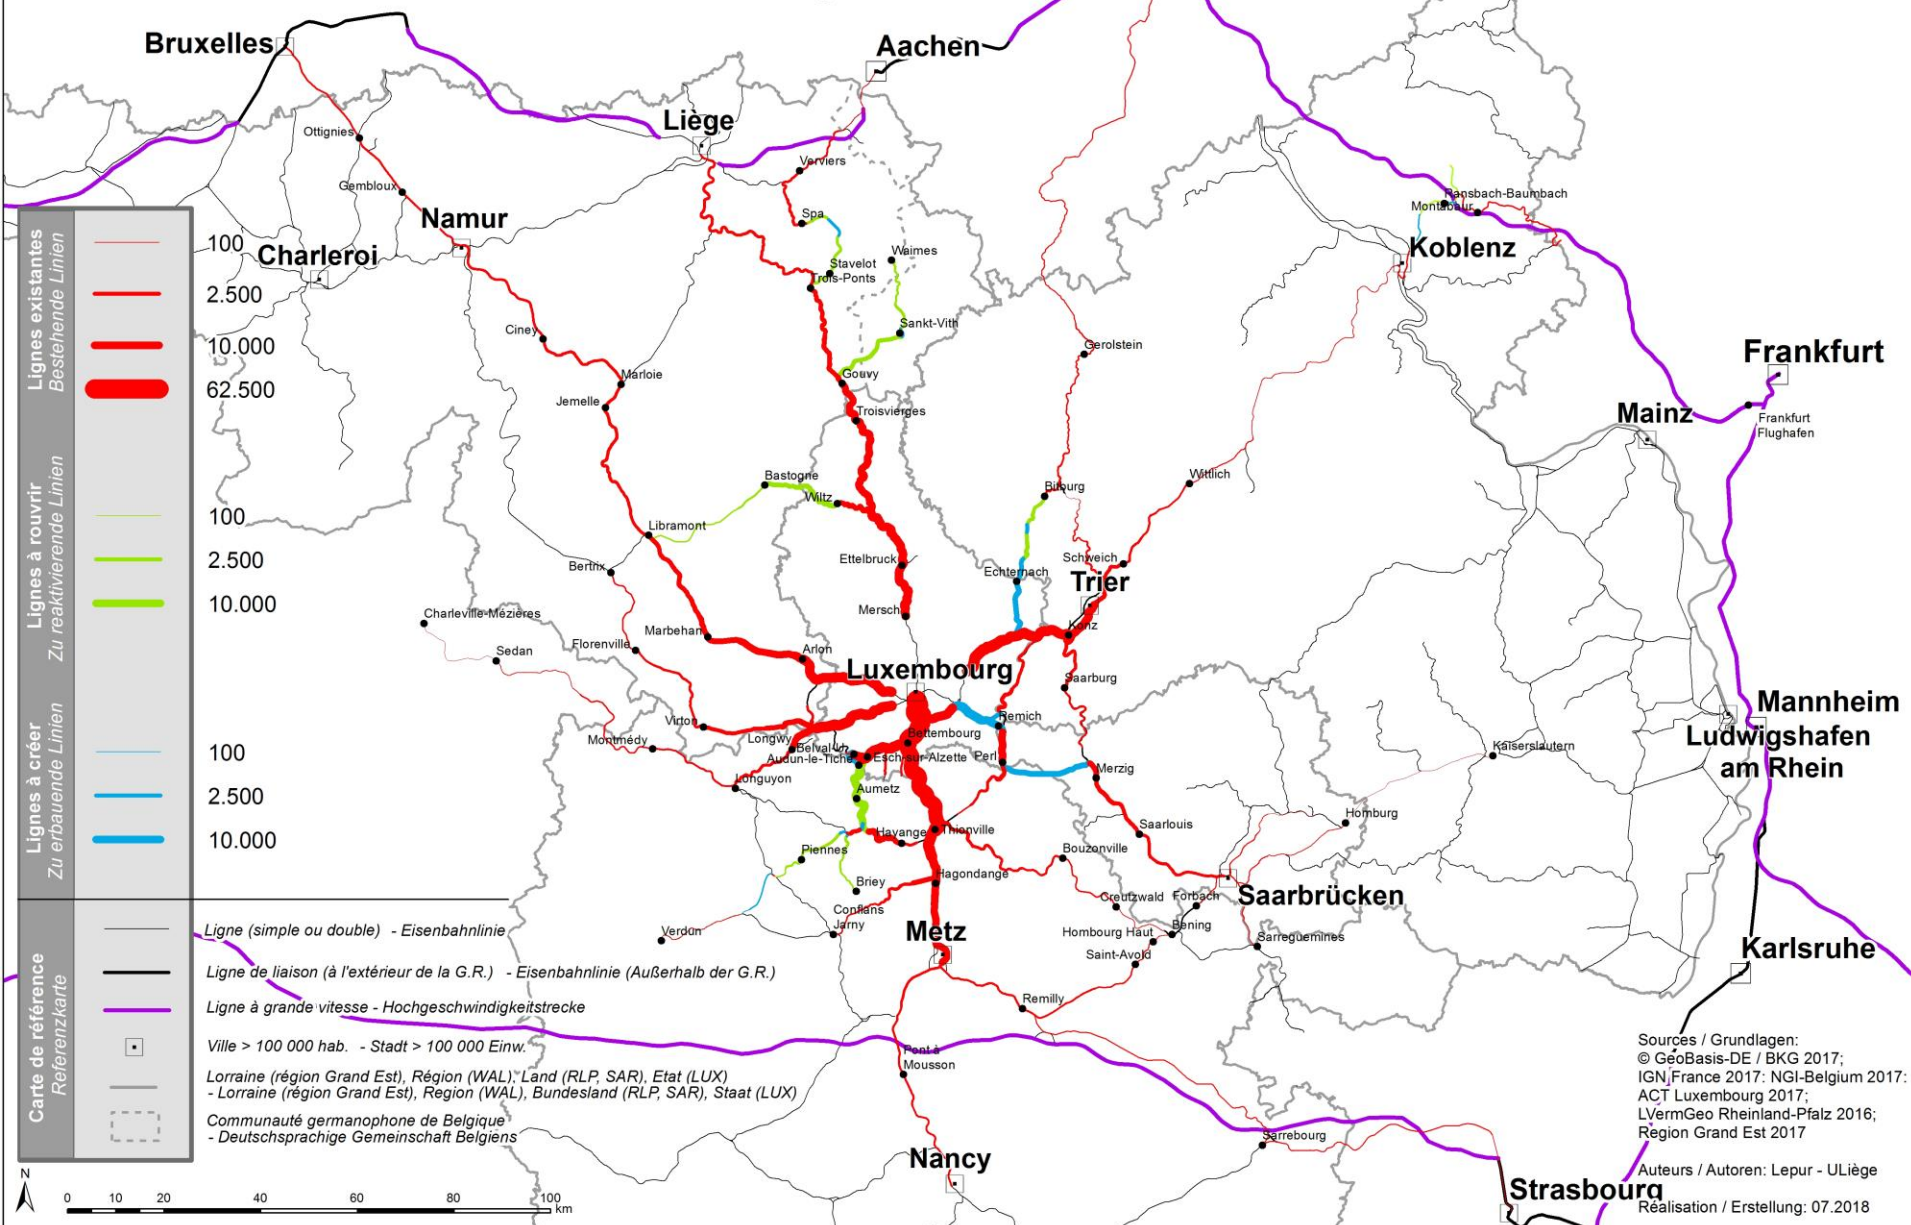 Bruxelles
Aachen
Liège
Ottignies
Verviers
Gembloux
Namur
Spa
Ransbach-Baumbach
Montabaur
Charleroi
Waimes
Koblenz
Stavelot
Trois-Ponts
Ciney
Sankt-Vith
Gerolstein
Frankfurt
Marloie
Gouvy
Jemelle
Troisvierges
Mainz
Frankfurt
Flughafen
Bastogne
Wiltz
Bitburg
Wittlich
Libramont
Ettelbruck
Bertrix
Echternach
Schweich
Trier
Charleville-Mézières
Mersch
Konz
Marbehan
Florenville
Sedan
Arlon
Luxembourg
Saarburg
Virton
Remich
Mannheim
Montmédy
Longwy
Bettembourg
Ludwigshafen
am Rhein
Kaiserslautern
Audun-le-Tiche
Esch-sur-Alzette
Perl
Merzig
Longuyon
Aumetz
Homburg
Saarlouis
Hayange
Thionville
Piennes
Bouzonville
Briey
Hagondange
Saarbrücken
Creutzwald
Forbach
Conflans
Jarny
Verdun
Metz
Hombourg Haut
Béning
Sarreguemines
Saint-Avold
Karlsruhe
Remilly
Pont à
Mousson
Sarrebourg
Nancy
Strasbourg
Lignes existantes
Bestehende Linien
100
2.500
10.000
62.500
Lignes à rouvrir
Zu reaktivierende Linien
100
2.500
10.000
Lignes à créer
Zu erbauende Linien
100
2.500
10.000
Carte de référence
Referenzkarte
Ligne (simple ou double) - Eisenbahnlinie
Ligne de liaison (à l'extérieur de la G.R.) - Eisenbahnlinie (Außerhalb der G.R.)
Ligne à grande vitesse - Hochgeschwindigkeitstrecke
Ville > 100 000 hab. - Stadt > 100 000 Einw.
Lorraine (région Grand Est), Région (WAL), Land (RLP, SAR), Etat (LUX)
- Lorraine (région Grand Est), Region (WAL), Bundesland (RLP, SAR), Staat (LUX)
Communauté germanophone de Belgique
- Deutschsprachige Gemeinschaft Belgiens
N
0 10 20 40 60 80 100
km
Sources / Grundlagen:
© GeoBasis-DE / BKG 2017;
IGN France 2017: NGI-Belgium 2017:
ACT Luxembourg 2017;
LVermGeo Rheinland-Pfalz 2016;
Region Grand Est 2017
Auteurs / Autoren: Lepur - ULiège
Réalisation / Erstellung: 07.2018